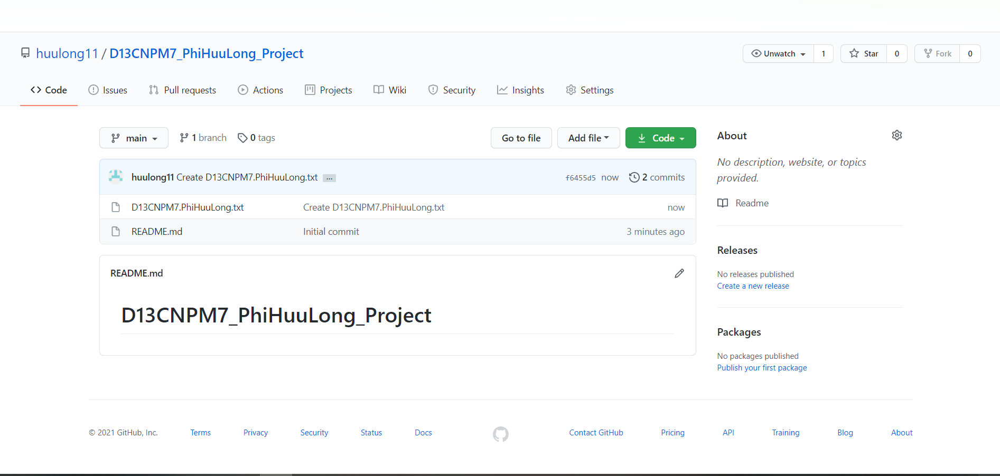 huulong11 / D13CNPM7_PhiHuuLong_Project
Unwatch 1 Star 0 Fork 0
Code Issues Pull requests Actions Projects Wiki Security Insights Settings
main 1 branch 0 tags Go to file Add file Code
huulong11 Create D13CNPM7.PhiHuuLong.txt ... f6455d5 now 2 commits
D13CNPM7.PhiHuuLong.txt Create D13CNPM7.PhiHuuLong.txt now
README.md Initial commit 3 minutes ago
README.md
D13CNPM7_PhiHuuLong_Project
About
No description, website, or topics
provided.
Readme
Releases
No releases published
Create a new release
Packages
No packages published
Publish your first package
© 2021 GitHub, Inc. Terms Privacy Security Status Docs Contact GitHub Pricing API Training Blog About